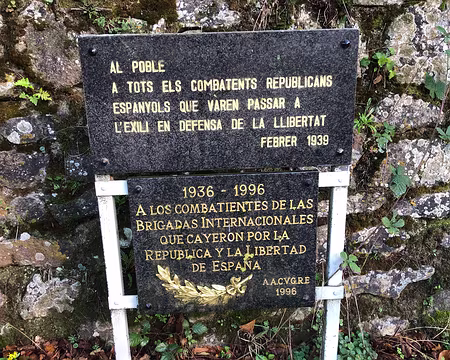 AL POBLE
A TOTS ELS COMBATENTS REPUBLICANS
ESPANYOLS QUE VAREN PASSAR A
L'EXILI EN DEFENSA DE LA LLIBERTAT
FEBRER 1939
1936 - 1996
A LOS COMBATIENTES DE LAS
BRIGADAS INTERNACIONALES
QUE CAYERON POR LA
REPUBLICA Y LA LIBERTAD
DE ESPAÑA
A.A.C.V.G.R.E
1996